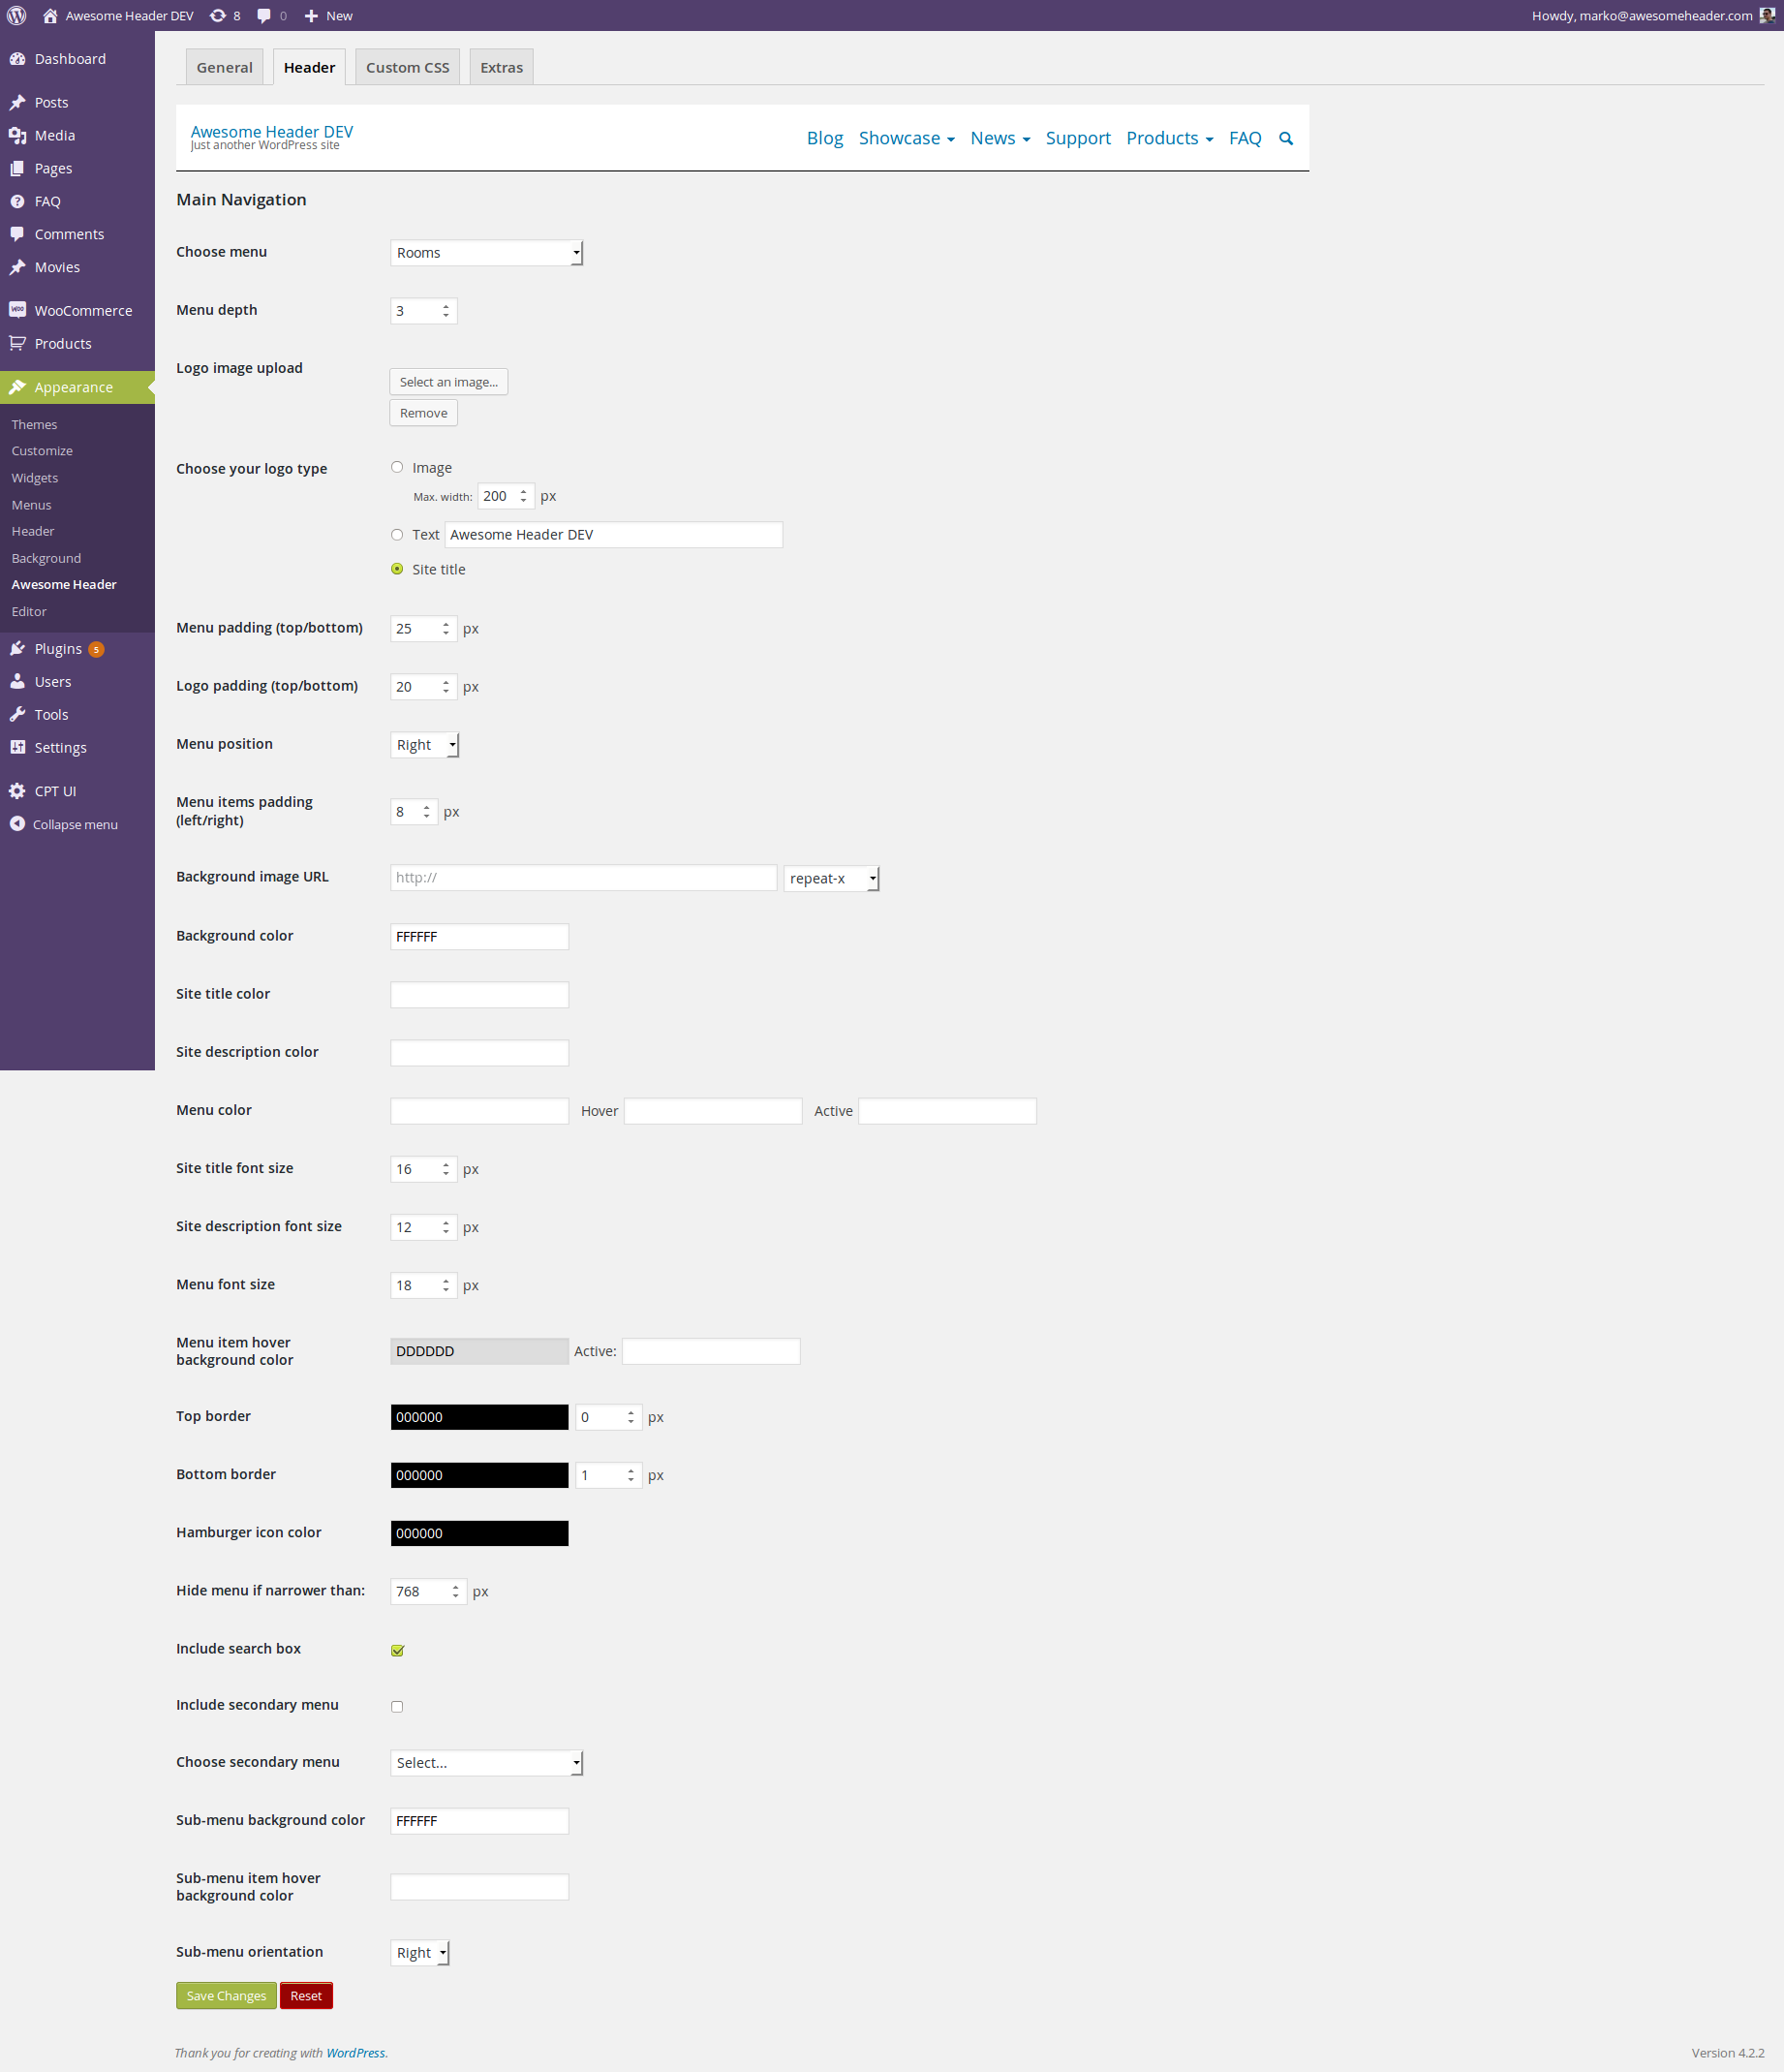 Awesome Header DEV 8 0 New Howdy, marko@awesomeheader.com
Dashboard
Posts
Media
Pages
FAQ
Comments
Movies
WooCommerce
Products
Appearance
Themes
Customize
Widgets
Menus
Header
Background
Awesome Header
Editor
Plugins 5
Users
Tools
Settings
CPT UI
Collapse menu
General Header Custom CSS Extras
Awesome Header DEV
Just another WordPress site
Blog Showcase News Support Products FAQ
Main Navigation
Choose menu Rooms
Menu depth 3
Logo image upload
Select an image...
Remove
Choose your logo type Image
Max. width: 200 px
Text Awesome Header DEV
Site title
Menu padding (top/bottom) 25 px
Logo padding (top/bottom) 20 px
Menu position Right
Menu items padding
(left/right) 8 px
Background image URL http:// repeat-x
Background color FFFFFF
Site title color
Site description color
Menu color Hover Active
Site title font size 16 px
Site description font size 12 px
Menu font size 18 px
Menu item hover
background color DDDDDD Active:
Top border 000000 0 px
Bottom border 000000 1 px
Hamburger icon color 000000
Hide menu if narrower than: 768 px
Include search box
Include secondary menu
Choose secondary menu Select...
Sub-menu background color FFFFFF
Sub-menu item hover
background color
Sub-menu orientation Right
Save Changes Reset
Thank you for creating with WordPress. Version 4.2.2